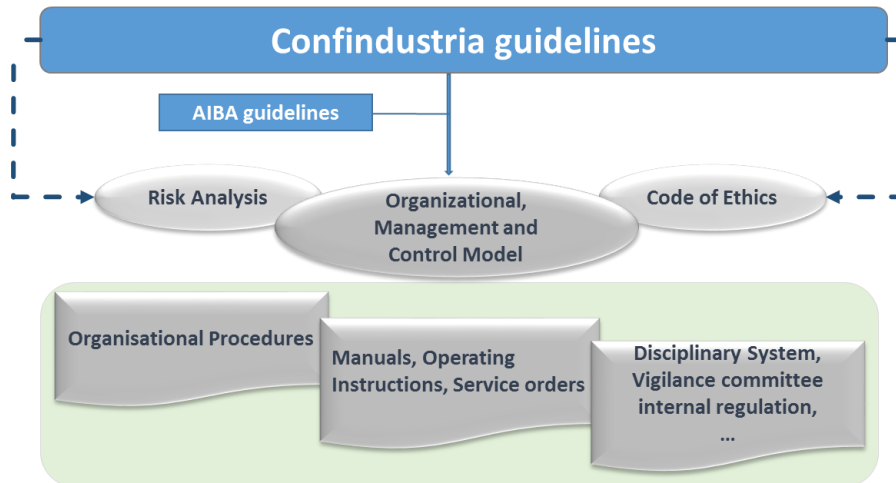 Confindustria guidelines
AIBA guidelines
Risk Analysis
Organizational,
Management and
Control Model
Code of Ethics
Organisational Procedures
Manuals, Operating
Instructions, Service orders
Disciplinary System,
Vigilance committee
internal regulation,
...